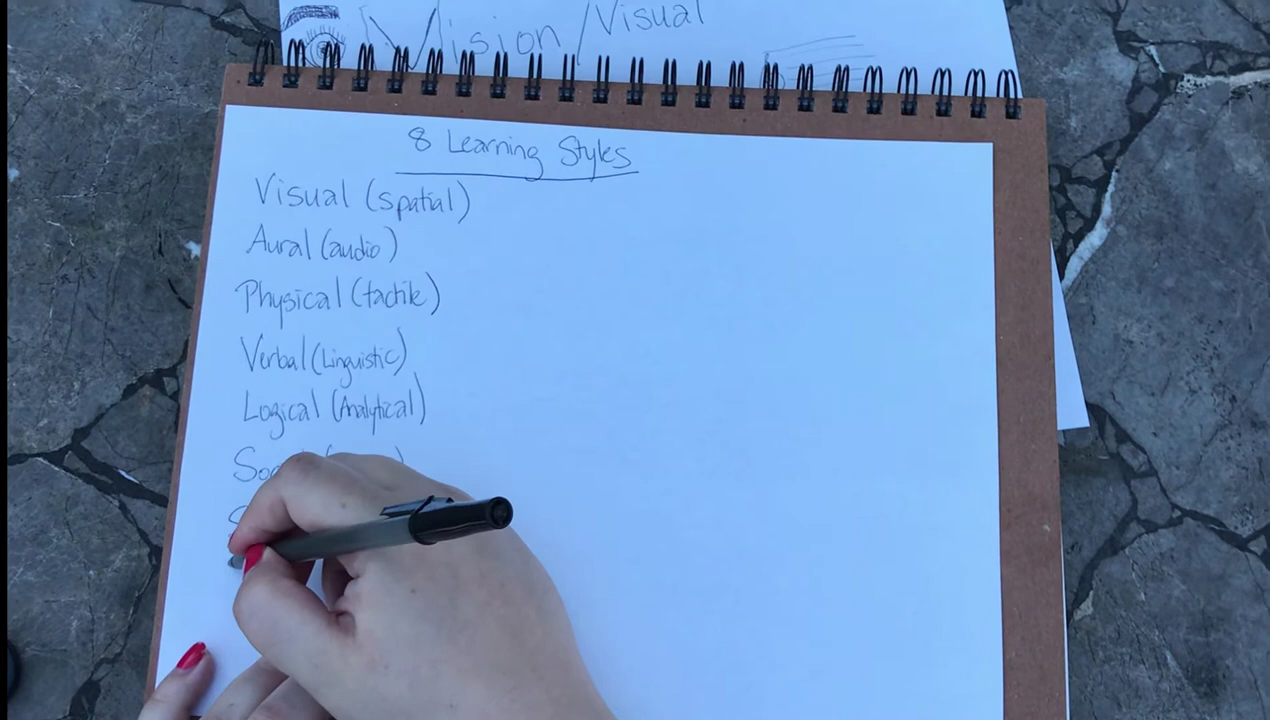 Vision/Visual
8 Learning Styles
Visual (spatial)
Aural (audio)
Physical (tactile)
Verbal (Linguistic)
Logical (Analytical)